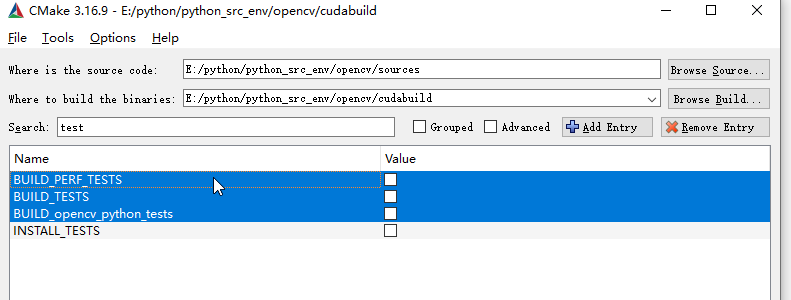 CMake 3.16.9 - E:/python/python_src_env/opencv/cudabuild
File Tools Options Help
Where is the source code: E:/python/python_src_env/opencv/sources Browse Source...
Where to build the binaries: E:/python/python_src_env/opencv/cudabuild Browse Build...
Search: test Grouped Advanced Add Entry Remove Entry
Name Value
BUILD_PERF_TESTS
BUILD_TESTS
BUILD_opencv_python_tests
INSTALL_TESTS